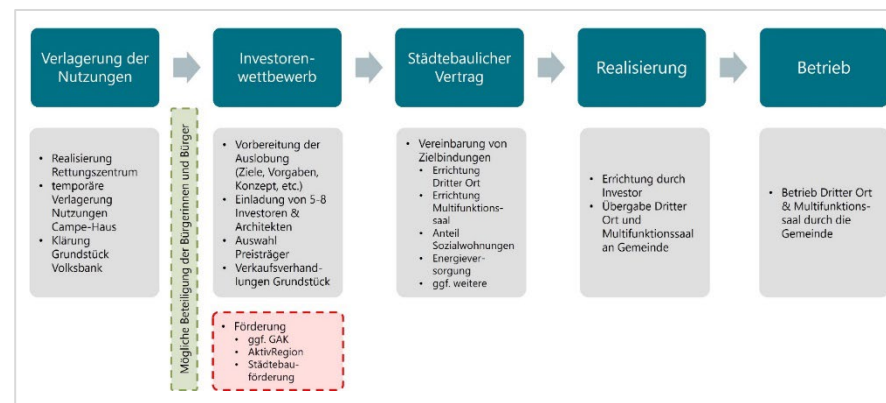 Verlagerung der
Nutzungen
Investoren-
wettbewerb
Städtebaulicher
Vertrag
Realisierung
Betrieb
• Realisierung
Rettungszentrum
• temporäre
Verlagerung
Nutzungen
Campe-Haus
• Klärung
Grundstück
Volksbank
Mögliche Beteiligung der Bürgerinnen und Bürger
• Vorbereitung der
Auslobung
(Ziele, Vorgaben,
Konzept, etc.)
• Einladung von 5-8
Investoren &
Architekten
• Auswahl
Preisträger
• Verkaufsverhand-
lungen Grundstück
• Förderung
• ggf. GAK
• AktivRegion
• Städtebau-
förderung
• Vereinbarung von
Zielbindungen
• Errichtung
Dritter Ort
• Errichtung
Multifunktions-
saal
• Anteil
Sozialwohnungen
• Energiever-
sorgung
• ggf. weitere
• Errichtung durch
Investor
• Übergabe Dritter
Ort und
Multifunktionssaal
an Gemeinde
• Betrieb Dritter Ort
& Multifunktions-
saal durch die
Gemeinde